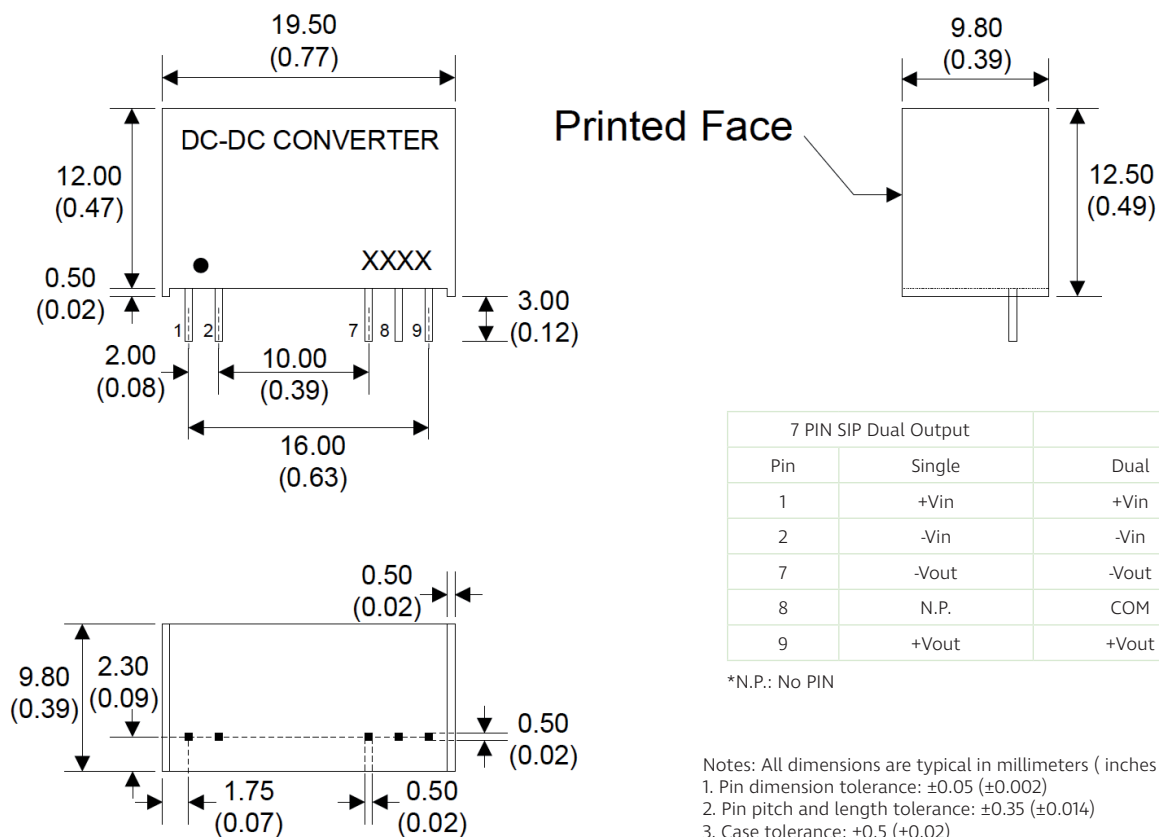 19.50
(0.77)
DC-DC CONVERTER
12.00
(0.47)
XXXX
0.50
(0.02)
1 2 7 8 9
3.00
(0.12)
2.00
(0.08)
10.00
(0.39)
16.00
(0.63)
9.80
(0.39)
Printed Face
12.50
(0.49)
7 PIN SIP Dual Output
Pin Single Dual
1 +Vin +Vin
2 -Vin -Vin
7 -Vout -Vout
8 N.P. COM
9 +Vout +Vout
*N.P.: No PIN
0.50
(0.02)
9.80
(0.39)
2.30
(0.09)
0.50
(0.02)
1.75
(0.07)
0.50
(0.02)
Notes: All dimensions are typical in millimeters ( inches
1. Pin dimension tolerance: ±0.05 (±0.002)
2. Pin pitch and length tolerance: ±0.35 (±0.014)
3. Case tolerance: ±0.5 (±0.02)